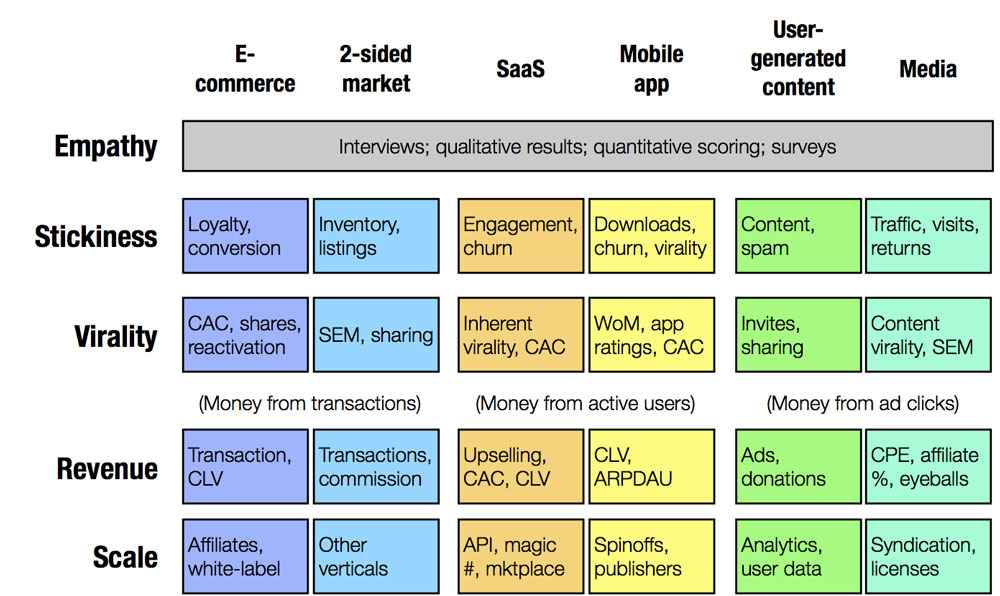 E-
commerce
2-sided
market
SaaS
Mobile
app
User-
generated
content
Media
Empathy
Interviews; qualitative results; quantitative scoring; surveys
Stickiness
Loyalty,
conversion
Inventory,
listings
Engagement,
churn
Downloads,
churn, virality
Content,
spam
Traffic, visits,
returns
Virality
CAC, shares,
reactivation
SEM, sharing
Inherent
virality, CAC
WoM, app
ratings, CAC
Invites,
sharing
Content
virality, SEM
(Money from transactions)
(Money from active users)
(Money from ad clicks)
Revenue
Transaction,
CLV
Transactions,
commission
Upselling,
CAC, CLV
CLV,
ARPDAU
Ads,
donations
CPE, affiliate
%, eyeballs
Scale
Affiliates,
white-label
Other
verticals
API, magic
#, mktplace
Spinoffs,
publishers
Analytics,
user data
Syndication,
licenses